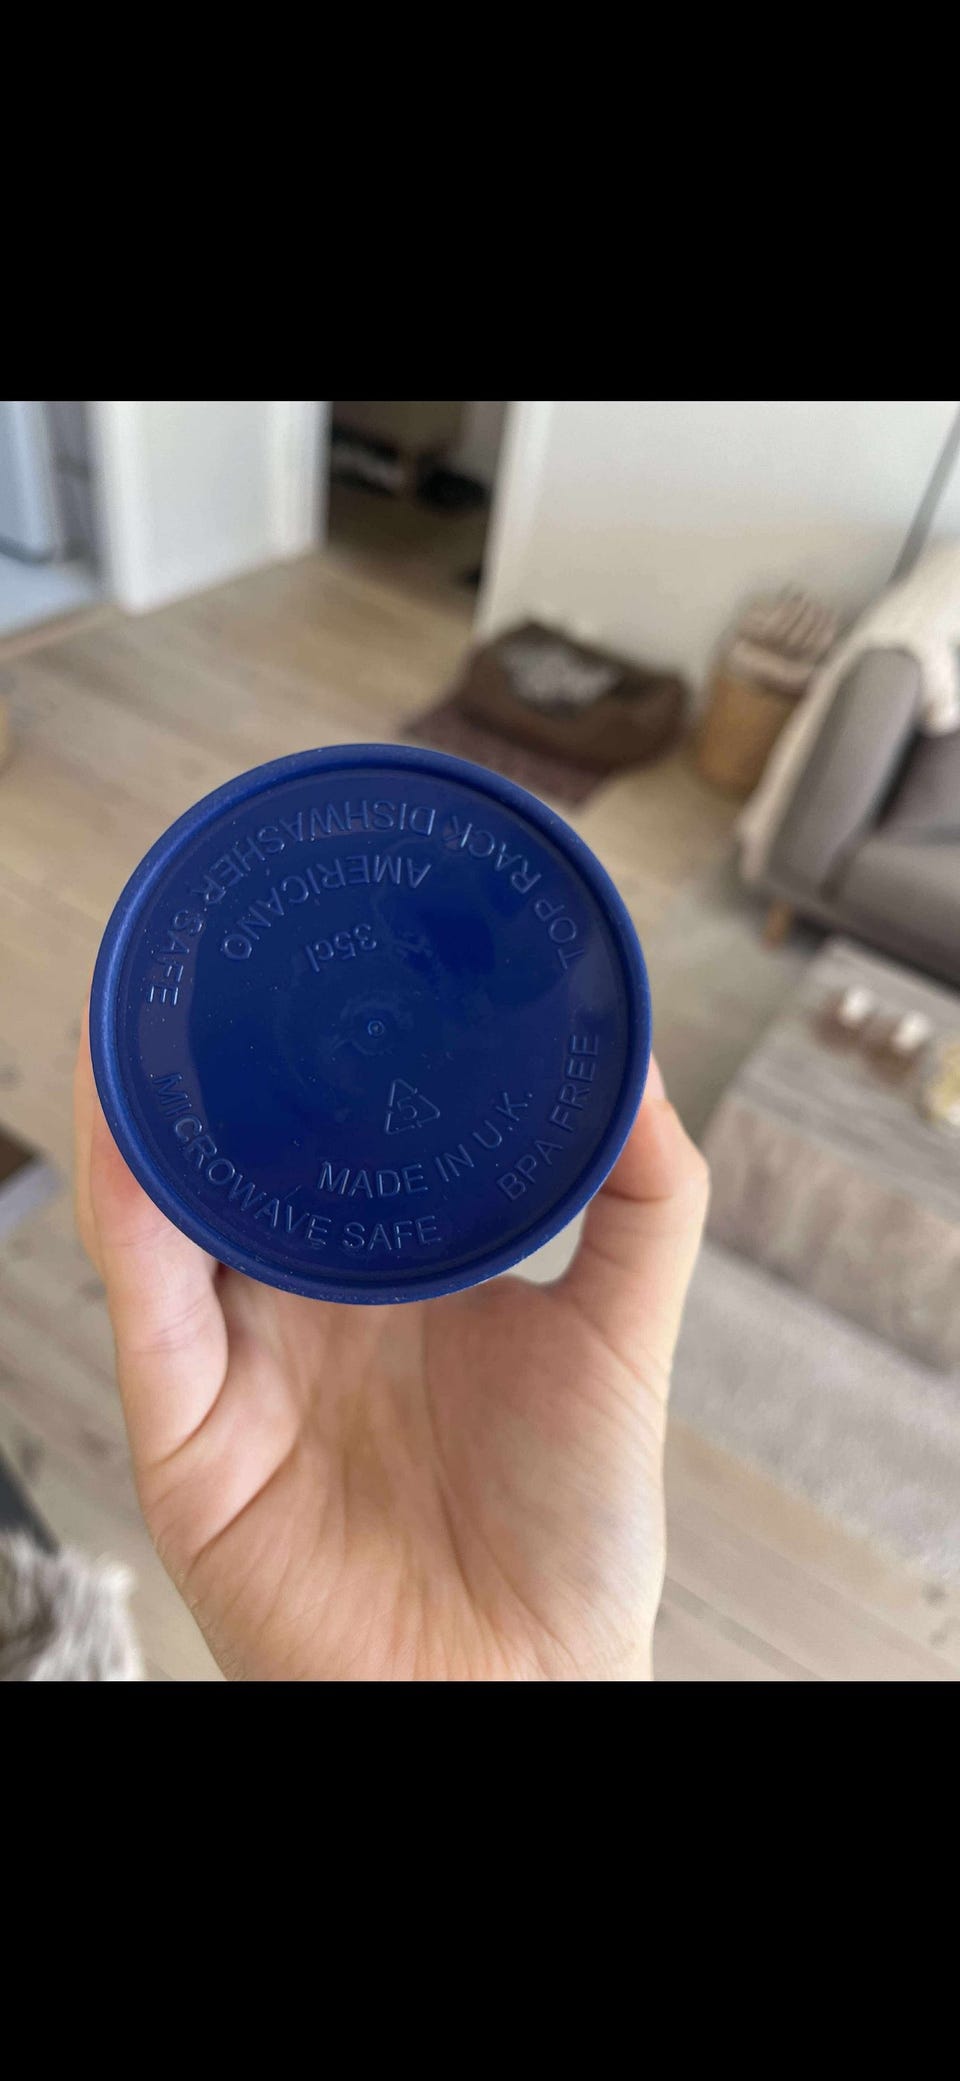 TOP RACK DISHWASHER SAFE
AMERICANO
35cl
5
MADE IN U.K.
BPA FREE
MICROWAVE SAFE